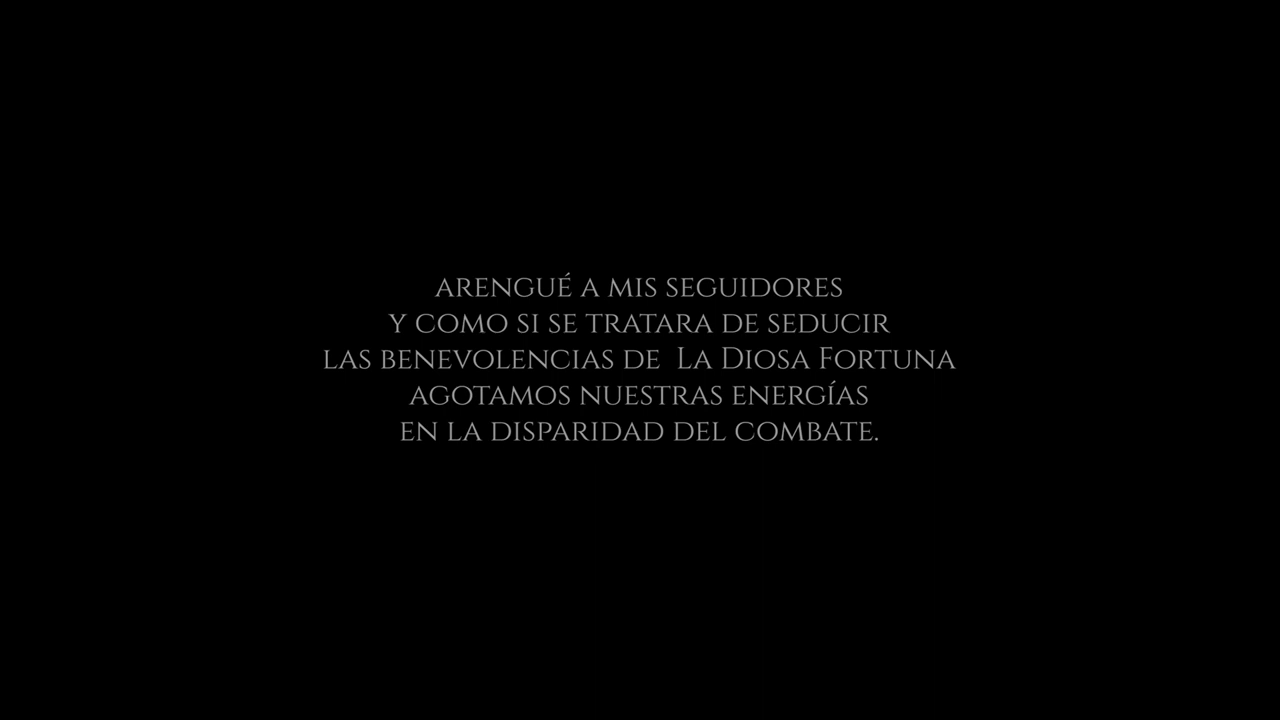 ARENGUÉ A MIS SEGUIDORES
Y COMO SI SE TRATARA DE SEDUCIR
LAS BENEVOLENCIAS DE LA DIOSA FORTUNA
AGOTAMOS NUESTRAS ENERGÍAS
EN LA DISPARIDAD DEL COMBATE.